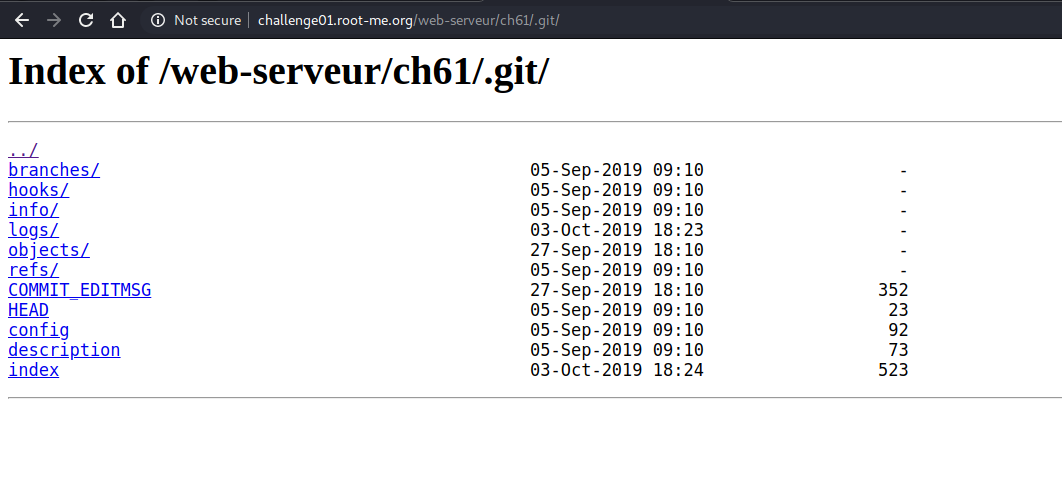 Not secure challenge01.root-me.org/web-serveur/ch61/.git/
Index of /web-serveur/ch61/.git/
../
branches/ 05-Sep-2019 09:10 -
hooks/ 05-Sep-2019 09:10 -
info/ 05-Sep-2019 09:10 -
logs/ 03-Oct-2019 18:23 -
objects/ 27-Sep-2019 18:10 -
refs/ 05-Sep-2019 09:10 -
COMMIT_EDITMSG 27-Sep-2019 18:10 352
HEAD 05-Sep-2019 09:10 23
config 05-Sep-2019 09:10 92
description 05-Sep-2019 09:10 73
index 03-Oct-2019 18:24 523